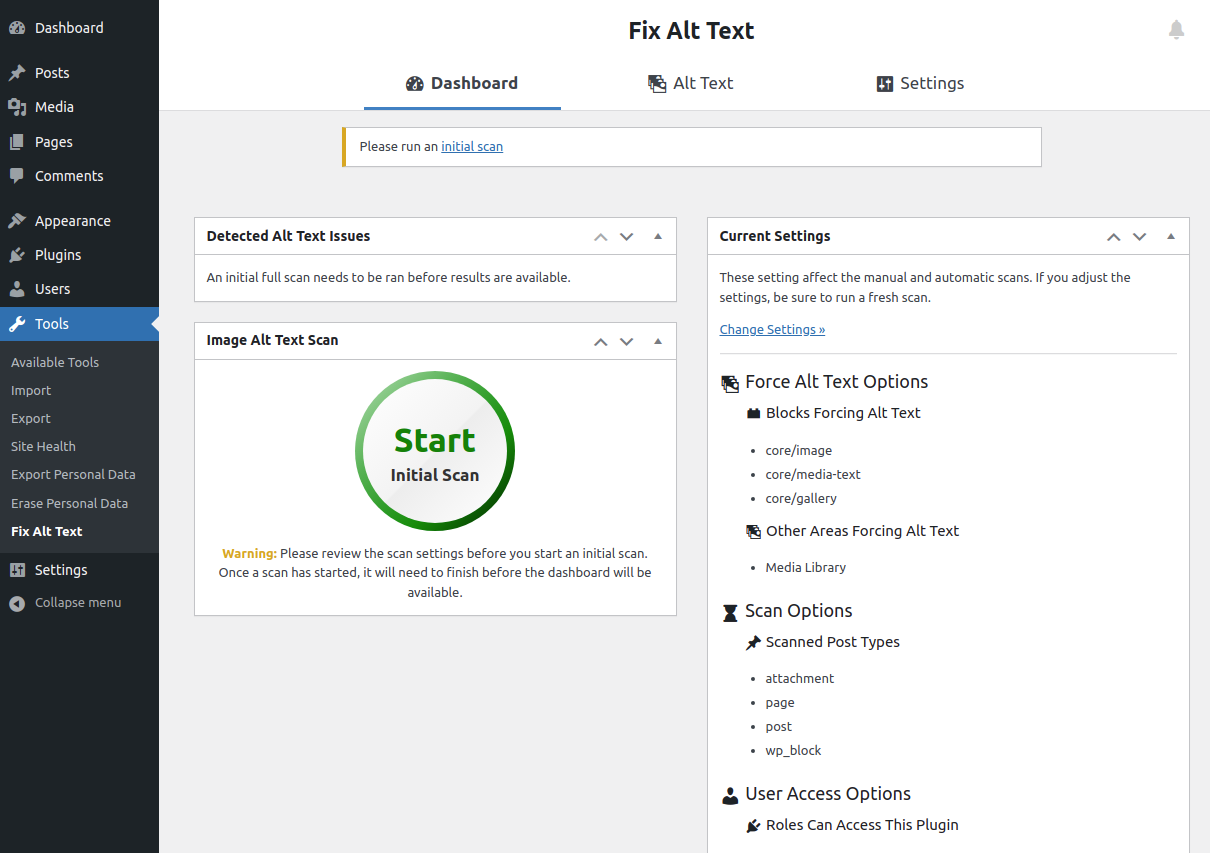 Dashboard
Posts
Media
Pages
Comments
Appearance
Plugins
Users
Tools
Available Tools
Import
Export
Site Health
Export Personal Data
Erase Personal Data
Fix Alt Text
Settings
Collapse menu
Fix Alt Text
Dashboard
Alt Text
Settings
Please run an initial scan
Detected Alt Text Issues
An initial full scan needs to be ran before results are available.
Image Alt Text Scan
Start
Initial Scan
Warning: Please review the scan settings before you start an initial scan.
Once a scan has started, it will need to finish before the dashboard will be
available.
Current Settings
These setting affect the manual and automatic scans. If you adjust the
settings, be sure to run a fresh scan.
Change Settings »
Force Alt Text Options
Blocks Forcing Alt Text
• core/image
• core/media-text
• core/gallery
Other Areas Forcing Alt Text
• Media Library
Scan Options
Scanned Post Types
• attachment
• page
• post
• wp_block
User Access Options
Roles Can Access This Plugin